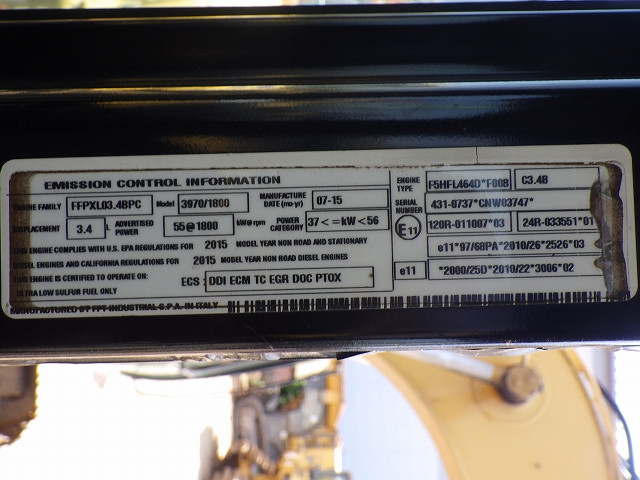 EMISSION CONTROL INFORMATION
ENGINE FAMILY FFPXL03.4BPC Model 3970/1800 MANUFACTURE DATE (mo-yr) 07-15
DISPLACEMENT 3.4 L ADVERTISED POWER 55@1800 kW@rpm POWER CATEGORY 37<=kW<56
THIS ENGINE COMPLIES WITH U.S. EPA REGULATIONS FOR 2015 MODEL YEAR NON ROAD AND STATIONARY
DIESEL ENGINES AND CALIFORNIA REGULATIONS FOR 2015 MODEL YEAR NON ROAD DIESEL ENGINES
THIS ENGINE IS CERTIFIED TO OPERATE ON: ECS: DDI ECM TC EGR DOC PTOX
ULTRA LOW SULFUR FUEL ONLY
MANUFACTURED BY FPT-INDUSTRIAL S.P.A. IN ITALY
ENGINE TYPE F5HFL464D*F00B C3.4B
SERIAL NUMBER 431-0737*CNW03747*
E11 120R-011007*03 24R-033551*01
e11*97/68PA*2010/26*2526*03
e11 *2000/25D*2010/22*3006*02